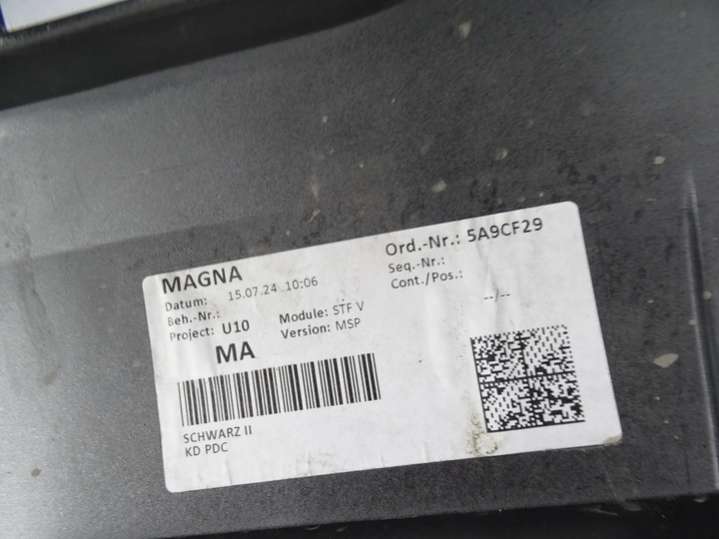 MAGNA
Datum: 15.07.24 10:06
Beh.-Nr.:
Project: U10 Module: STF V
MA Version: MSP
Ord.-Nr.: 5A9CF29
Seq.-Nr.:
Cont./Pos.:
--/--
SCHWARZ II
KD PDC